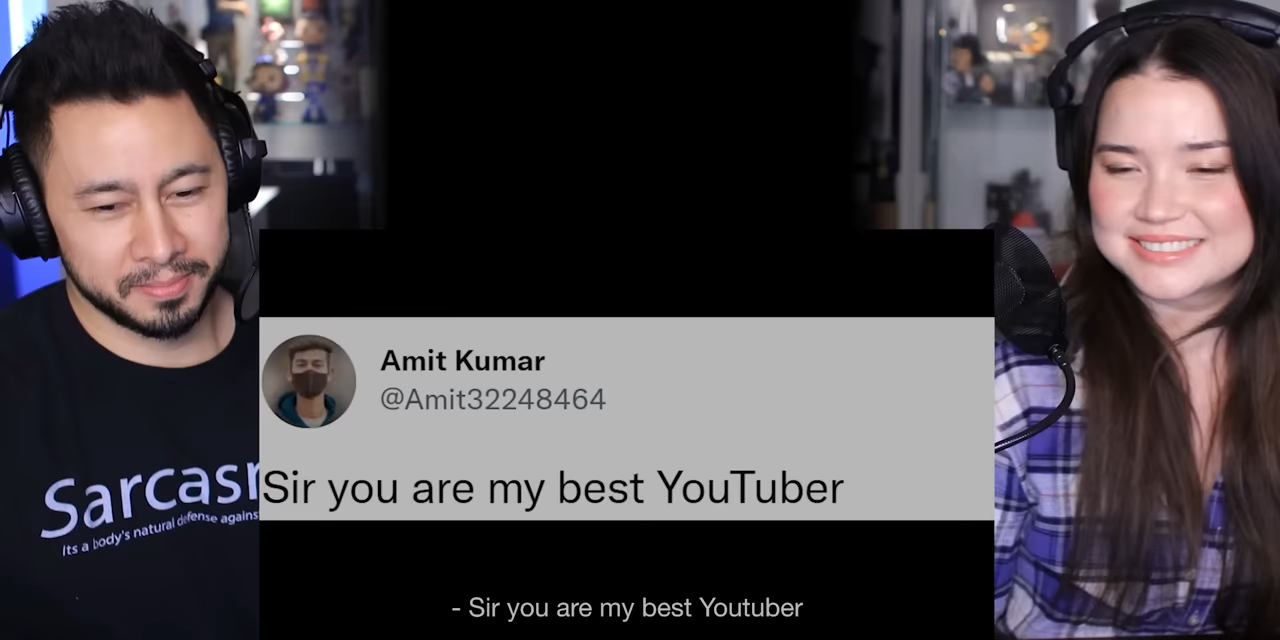 Amit Kumar
@Amit32248464
Sir you are my best YouTuber
Sarcasm
Its a body's natural defense against
- Sir you are my best Youtuber